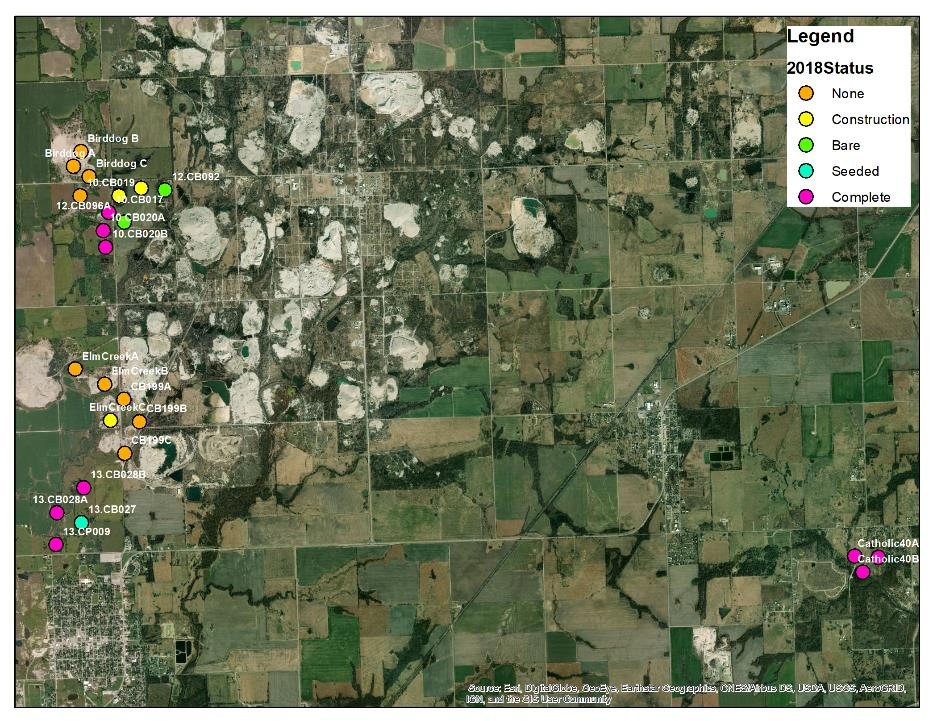 Legend
2018Status
None
Construction
Bare
Seeded
Complete
Birddog B
Birddog A
Birddog C
12.CB092
10.CB019
10.CB017
12.CB096A
10.CB020A
10.CB020B
ElmCreekA
ElmCreekB
CB199A
ElmCreekC
CB199B
CB199C
13.CB028B
13.CB028A
13.CB027
13.CP009
Catholic40A
Catholic40B
Source: Esri, DigitalGlobe, GeoEye, Earthstar Geographics, CNES/Airbus DS, USDA, USGS, AeroGRID,
IGN, and the GIS User Community